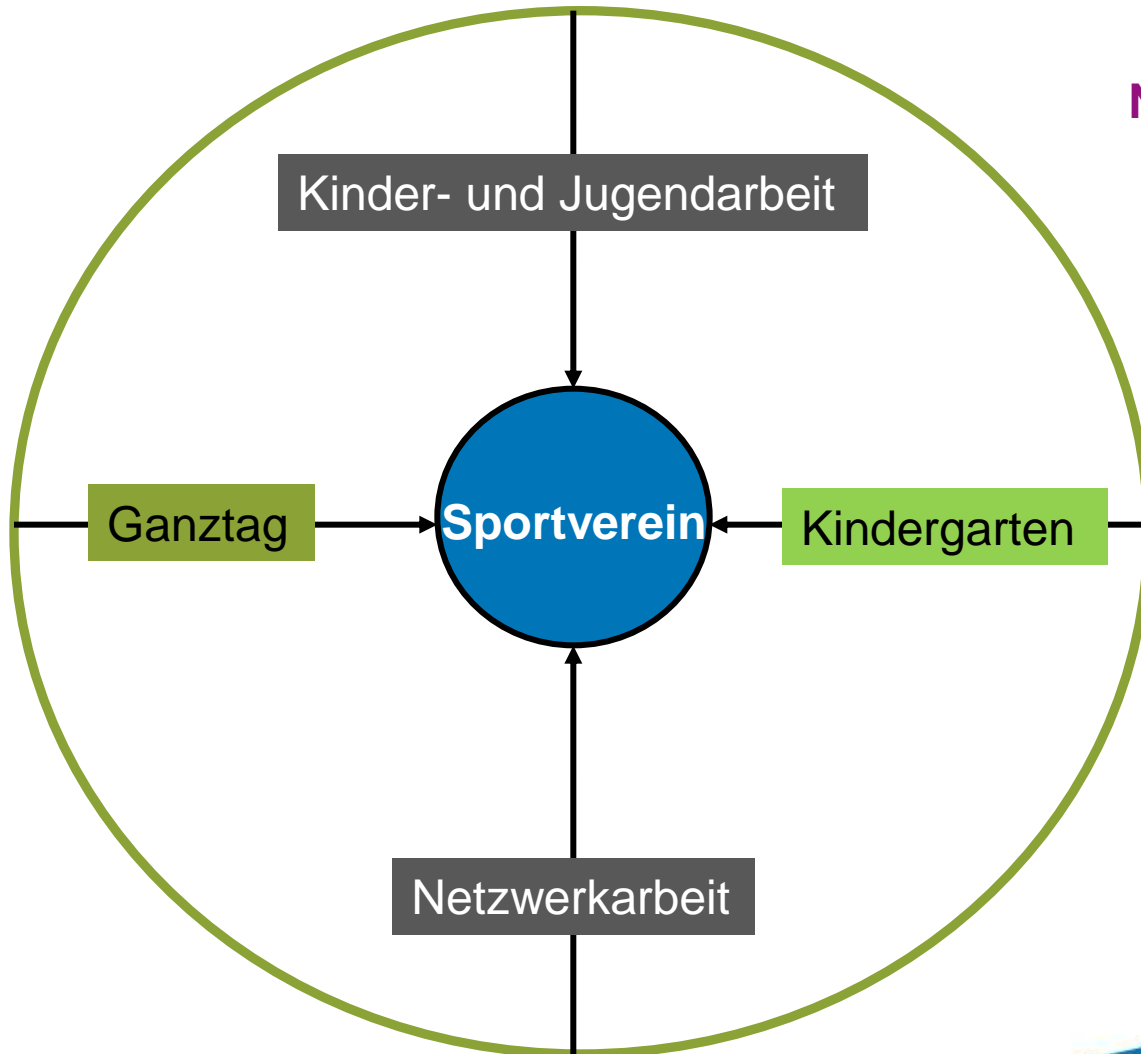 N
Kinder- und Jugendarbeit
Ganztag
Sportverein
Kindergarten
Netzwerkarbeit